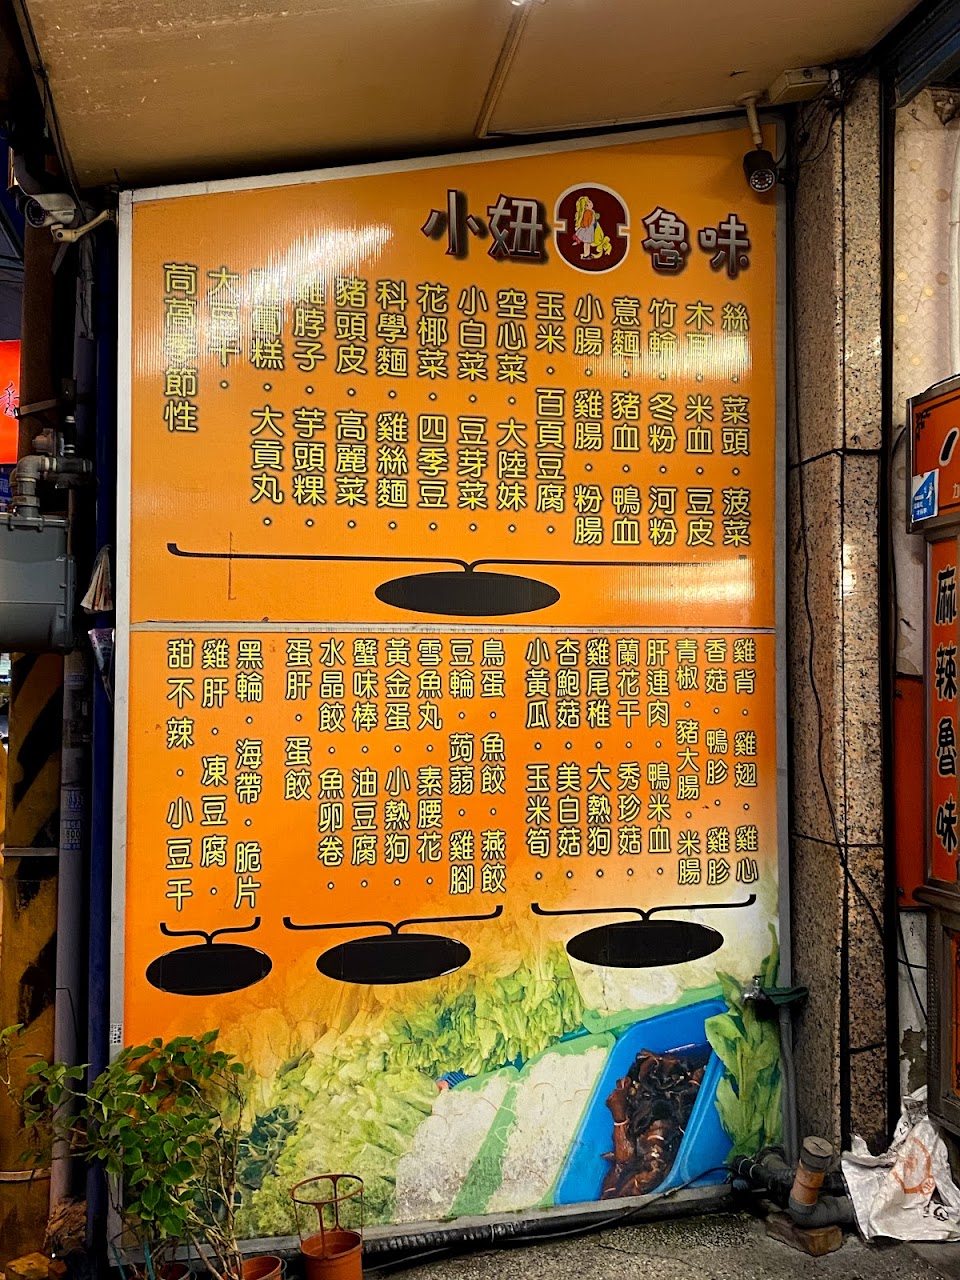 小妞魯味
菜頭.菠菜
木耳.米血.豆皮
竹輪.冬粉.河粉
意麵.豬血.鴨血
小腸.雞腸.粉腸
玉米.百頁豆腐.
空心菜.大陸妹.
小白菜.豆芽菜.
花椰菜.四季豆.
科學麵.雞絲麵.
豬頭皮.高麗菜.
雞脖子.芋頭粿.
蘿蔔糕.大貢丸.
大豆干.
茼萵季節性
雞背.雞翅.雞心
香菇.鴨胗.雞胗
青椒.豬大腸.米腸
肝連肉.鴨米血.
蘭花干.秀珍菇.
雞尾稚.大熱狗.
杏鮑菇.美白菇.
小黃瓜.玉米筍.
鳥蛋.魚餃.燕餃
豆輪.蒟蒻.雞腳
雪魚丸.素腰花.
黃金蛋.小熱狗.
蟹味棒.油豆腐.
水晶餃.魚卵卷.
蛋肝.蛋餃
黑輪.海帶.脆片
雞肝.凍豆腐.
甜不辣.小豆干
麻辣魯味